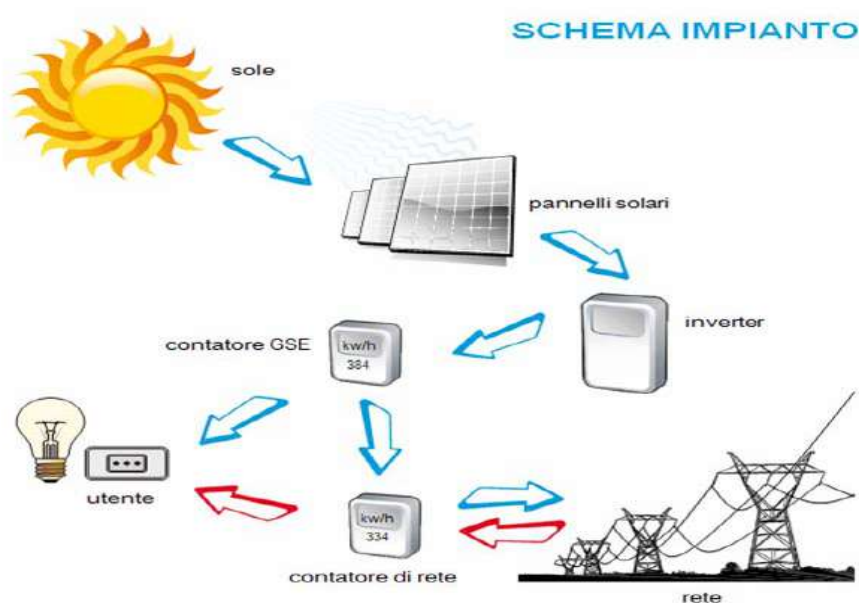 SCHEMA IMPIANTO
sole
pannelli solari
inverter
contatore GSE
kw/h
384
utente
kw/h
334
contatore di rete
rete